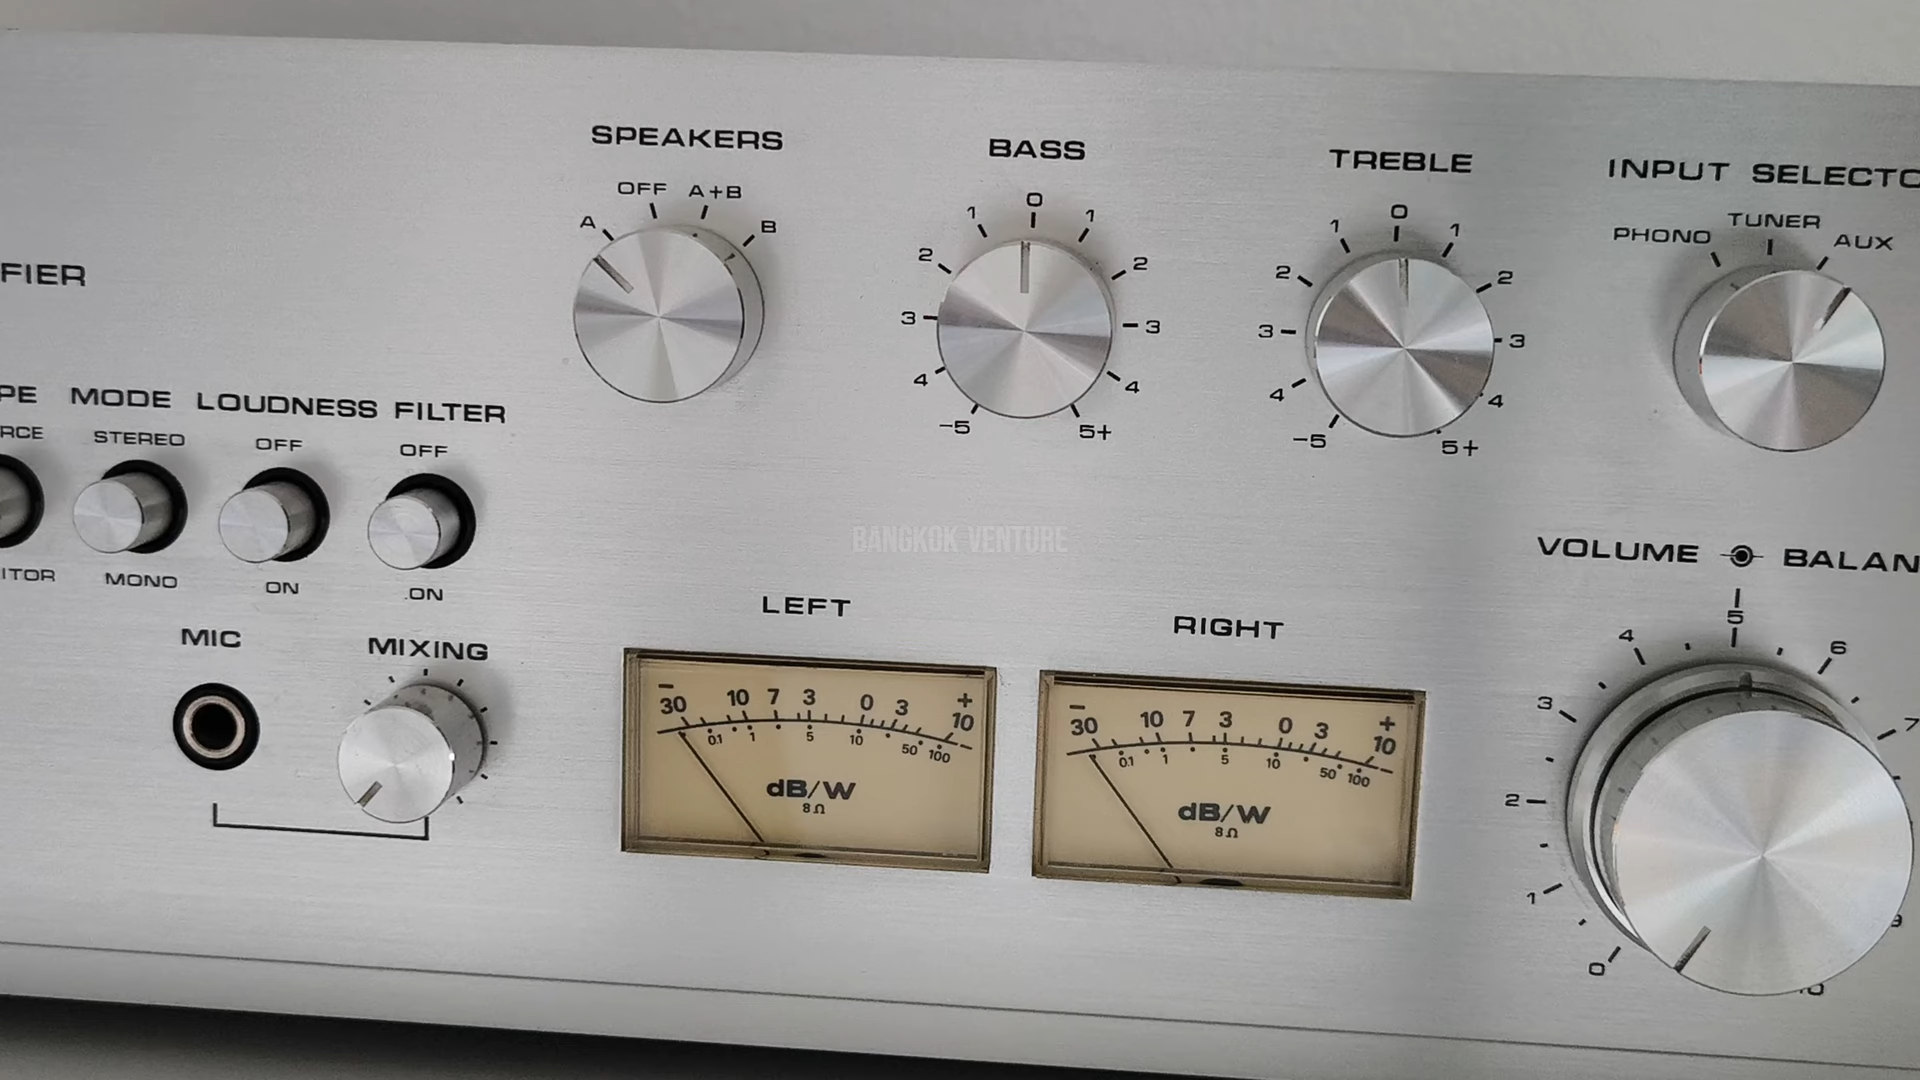 SPEAKERS
OFF A+B
A B
BASS
0
1 1
2 2
3 3
4 4
−5 5+
TREBLE
0
1 1
2 2
3 3
4 4
−5 5+
INPUT SELECTO
PHONO TUNER AUX
FIER
PE MODE LOUDNESS FILTER
RCE STEREO OFF OFF
ITOR MONO ON ON
BANGKOK VENTURE
MIC MIXING
LEFT
− +
30 10 7 3 0 3 10
0.1 1 5 10 50 100
dB/W
8Ω
RIGHT
− +
30 10 7 3 0 3 10
0.1 1 5 10 50 100
dB/W
8Ω
VOLUME BALAN
5
4 6
3 7
2
1 9
0